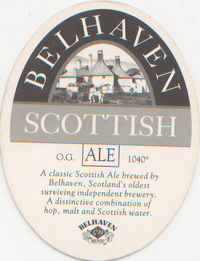 BELHAVEN
SCOTTISH
O.G. ALE 1040°
A classic Scottish Ale brewed by
Belhaven, Scotland's oldest
surviving independent brewery.
A distinctive combination of
hop, malt and Scottish water.
BELHAVEN